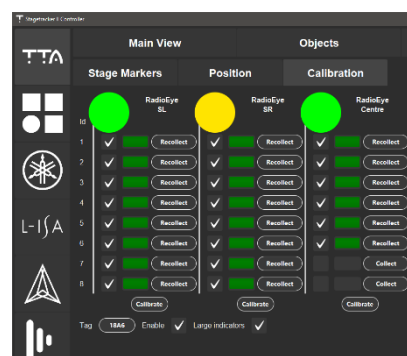 Stagetracker II Controller
TTA
Main View Objects
Stage Markers Position Calibration
RadioEye SL RadioEye SR RadioEye Centre
Id
1 Recollect Recollect Recollect
2 Recollect Recollect Recollect
3 Recollect Recollect Recollect
4 Recollect Recollect Recollect
5 Recollect Recollect Recollect
6 Recollect Recollect Recollect
7 Recollect Recollect Collect
8 Recollect Recollect Collect
Calibrate Calibrate Calibrate
Tag 18A6 Enable Large indicators
L-ISA